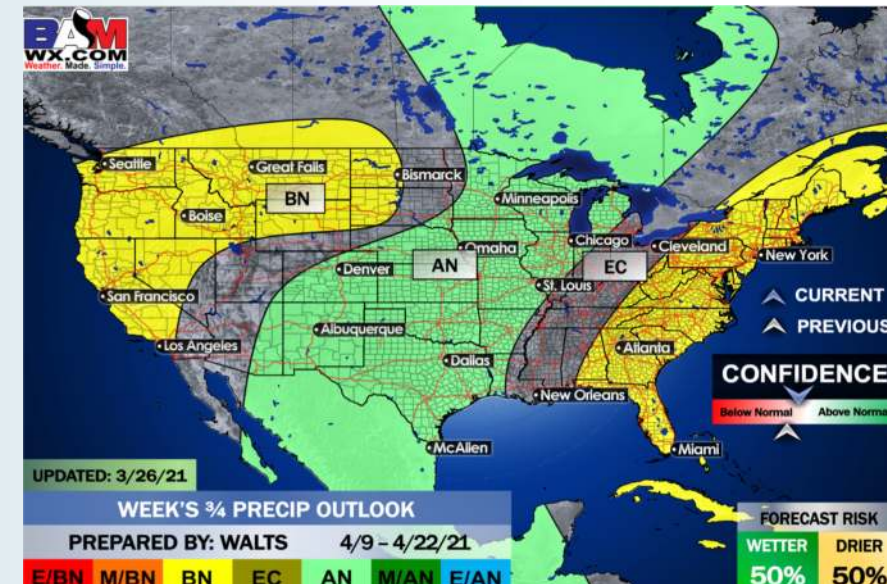 BAM
WX.COM
Weather. Made. Simple.
Seattle
Great Falls
Bismarck
BN
Boise
Minneapolis
Omaha
Chicago
Cleveland
New York
Denver
AN
EC
St. Louis
San Francisco
CURRENT
PREVIOUS
Los Angeles
Albuquerque
Atlanta
Dallas
CONFIDENCE
Below Normal Above Norma
New Orleans
McAllen
Miami
UPDATED: 3/26/21
WEEK'S ¾ PRECIP OUTLOOK
PREPARED BY: WALTS 4/9 – 4/22/21
E/BN M/BN BN EC AN M/AN E/AN
FORECAST RISK
WETTER DRIER
50% 50%